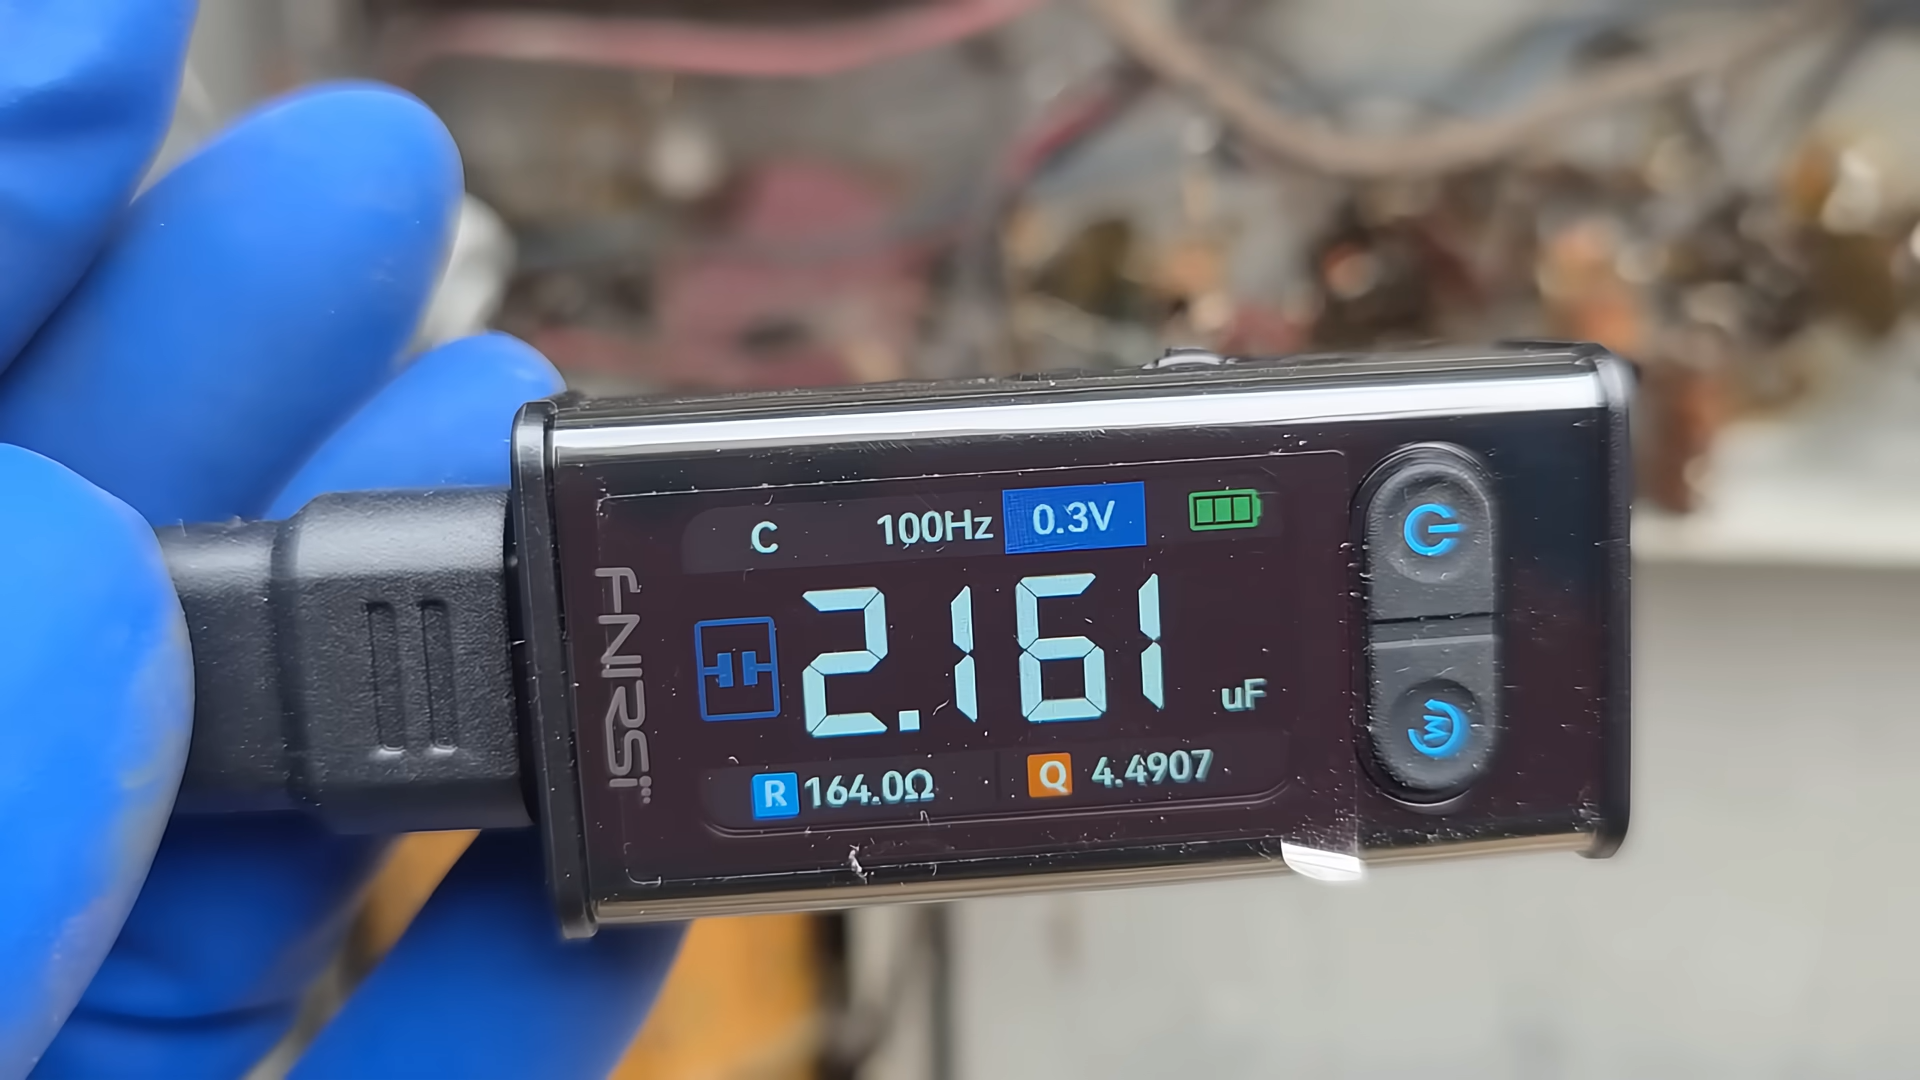 C 100Hz 0.3V
FNIRSI
2.161 uF
R 164.0Ω Q 4.4907